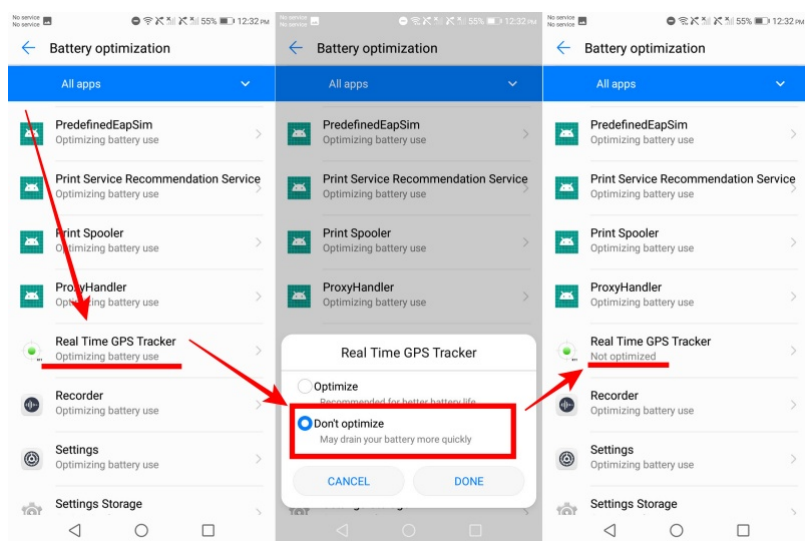 No service
No service
55%
12:32 PM
Battery optimization
All apps
PredefinedEapSim
Optimizing battery use
Print Service Recommendation Service
Optimizing battery use
Print Spooler
Optimizing battery use
ProxyHandler
Optimizing battery use
Real Time GPS Tracker
Optimizing battery use
Recorder
Optimizing battery use
Settings
Optimizing battery use
Settings Storage
No service
No service
55%
12:32 PM
Battery optimization
All apps
PredefinedEapSim
Optimizing battery use
Print Service Recommendation Service
Optimizing battery use
Print Spooler
Optimizing battery use
ProxyHandler
Optimizing battery use
Real Time GPS Tracker
Optimize
Recommended for better battery life
Don't optimize
May drain your battery more quickly
CANCEL
DONE
No service
No service
55%
12:32 PM
Battery optimization
All apps
PredefinedEapSim
Optimizing battery use
Print Service Recommendation Service
Optimizing battery use
Print Spooler
Optimizing battery use
ProxyHandler
Optimizing battery use
Real Time GPS Tracker
Not optimized
Recorder
Optimizing battery use
Settings
Optimizing battery use
Settings Storage